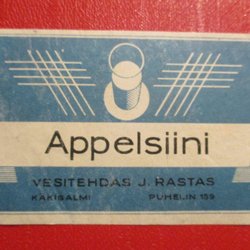 Appelsiini
VESITEHDAS J. RASTAS
KÄKISALMI PUHELIN 159